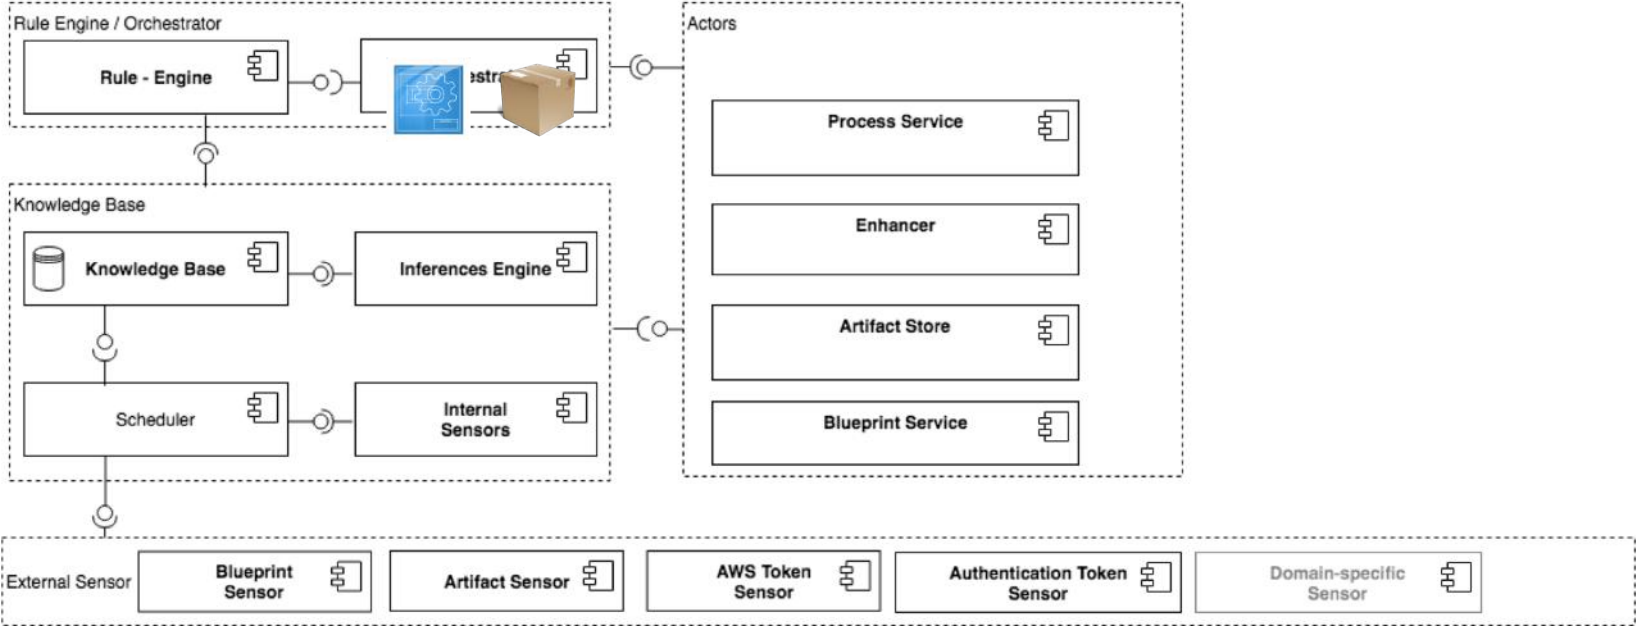 Rule Engine / Orchestrator
Rule - Engine
Actors
Process Service
Enhancer
Artifact Store
Blueprint Service
Knowledge Base
Knowledge Base
Inferences Engine
Scheduler
Internal
Sensors
External Sensor
Blueprint
Sensor
Artifact Sensor
AWS Token
Sensor
Authentication Token
Sensor
Domain-specific
Sensor